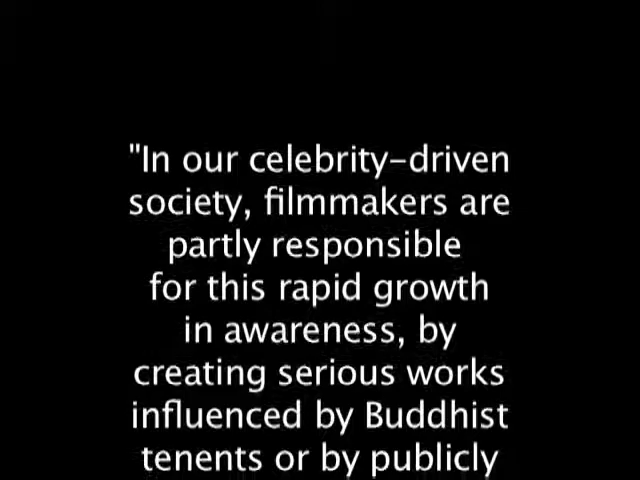 "In our celebrity-driven
society, filmmakers are
partly responsible
for this rapid growth
in awareness, by
creating serious works
influenced by Buddhist
tenents or by publicly